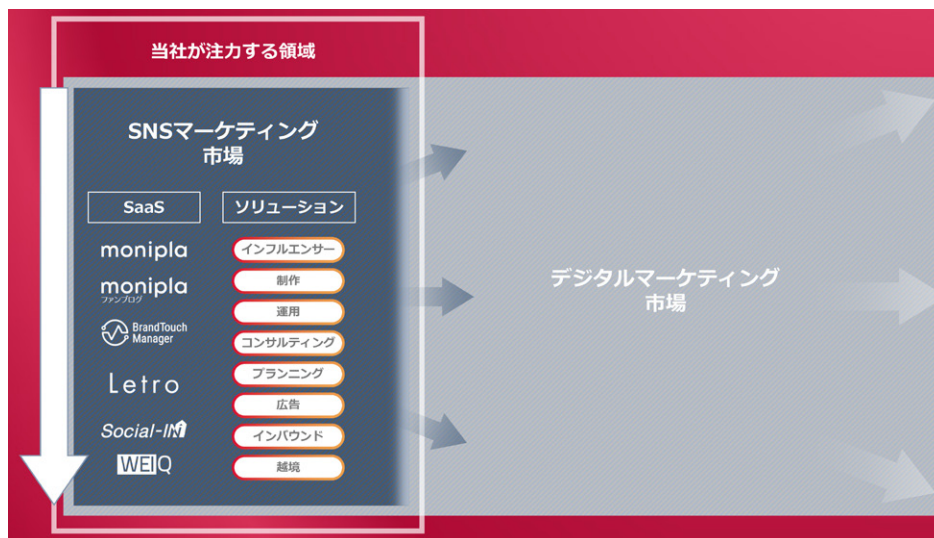 当社が注力する領域
SNSマーケティング
市場
SaaS
monipla
monipla
ファンブログ
BrandTouch
Manager
Letro
Social-IN
WEIQ
ソリューション
インフルエンサー
制作
運用
コンサルティング
プランニング
広告
インバウンド
越境
デジタルマーケティング
市場